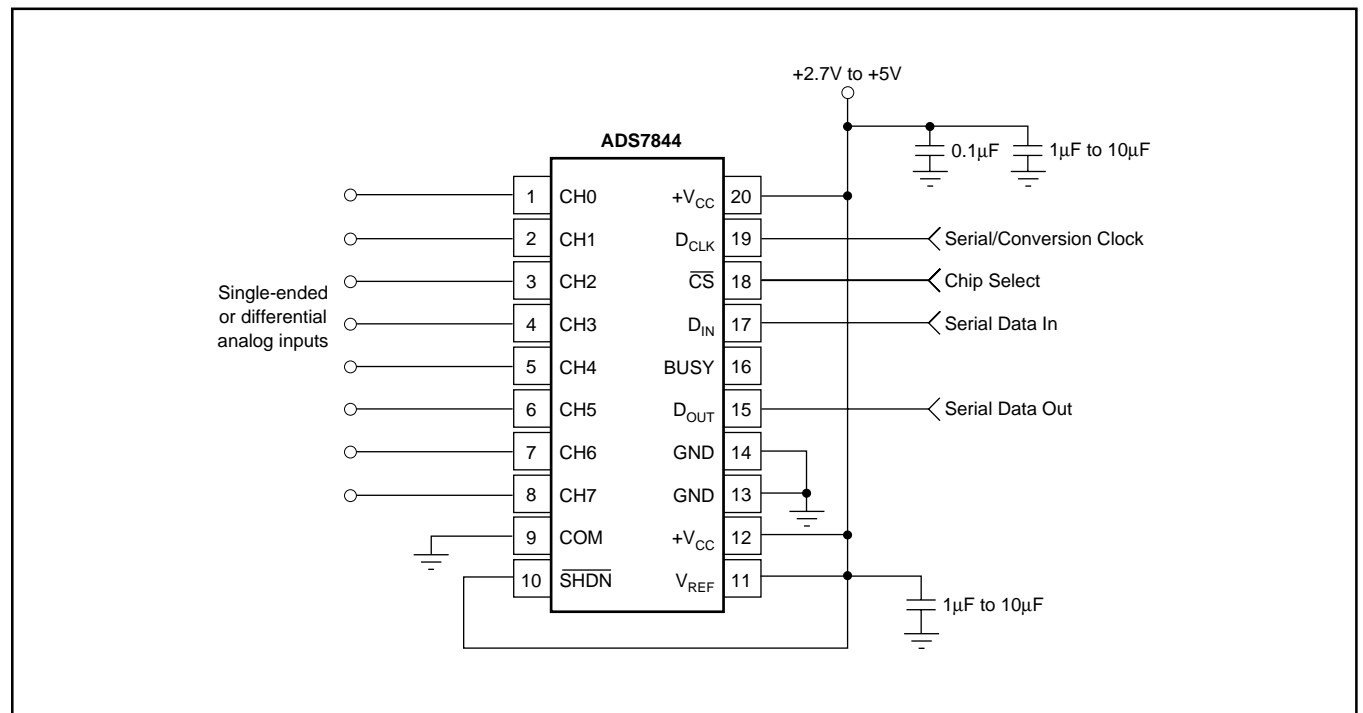 +2.7V to +5V
0.1µF
1µF to 10µF
ADS7844
1 CH0 +VCC 20
2 CH1 DCLK 19 Serial/Conversion Clock
3 CH2 CS 18 Chip Select
4 CH3 DIN 17 Serial Data In
5 CH4 BUSY 16
6 CH5 DOUT 15 Serial Data Out
7 CH6 GND 14
8 CH7 GND 13
9 COM +VCC 12
10 SHDN VREF 11
Single-ended
or differential
analog inputs
1µF to 10µF